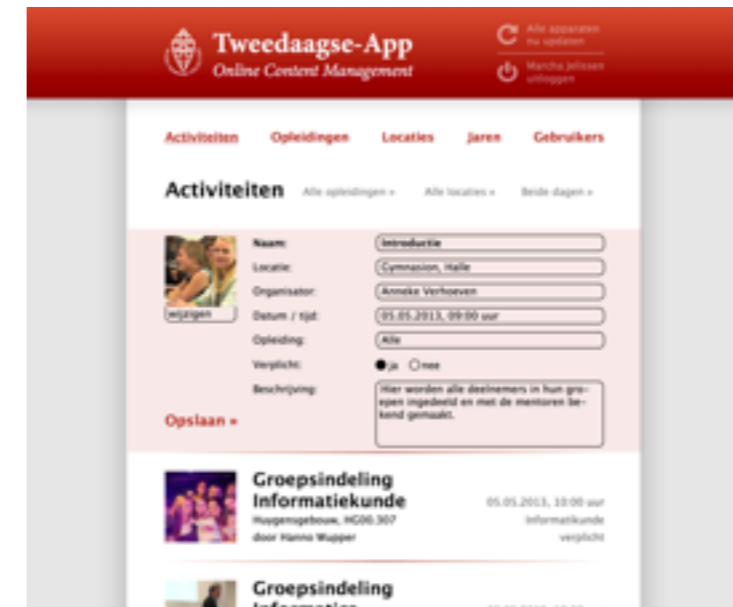 Tweedaagse-App
Online Content Management
Alle apparaten
nu updaten
Marcha Jelissen
uitloggen
Activiteiten Opleidingen Locaties Jaren Gebruikers
Activiteiten Alle opleidingen » Alle locaties » Beide dagen »
Naam: Introductie
Locatie: Gymnasion, Halle
Organisator: Anneke Verhoeven
wijzigen Datum / tijd: 05.05.2013, 09:00 uur
Opleiding: Alle
Verplicht: ja nee
Beschrijving: Hier worden alle deelnemers in hun gro-
epen ingedeeld en met de mentoren be-
kend gemaakt.
Opslaan »
Groepsindeling
Informatiekunde 05.05.2013, 10:00 uur
Huygensgebouw, HG00.307 Informatikunde
door Hanno Wupper verplicht
Groepsindeling